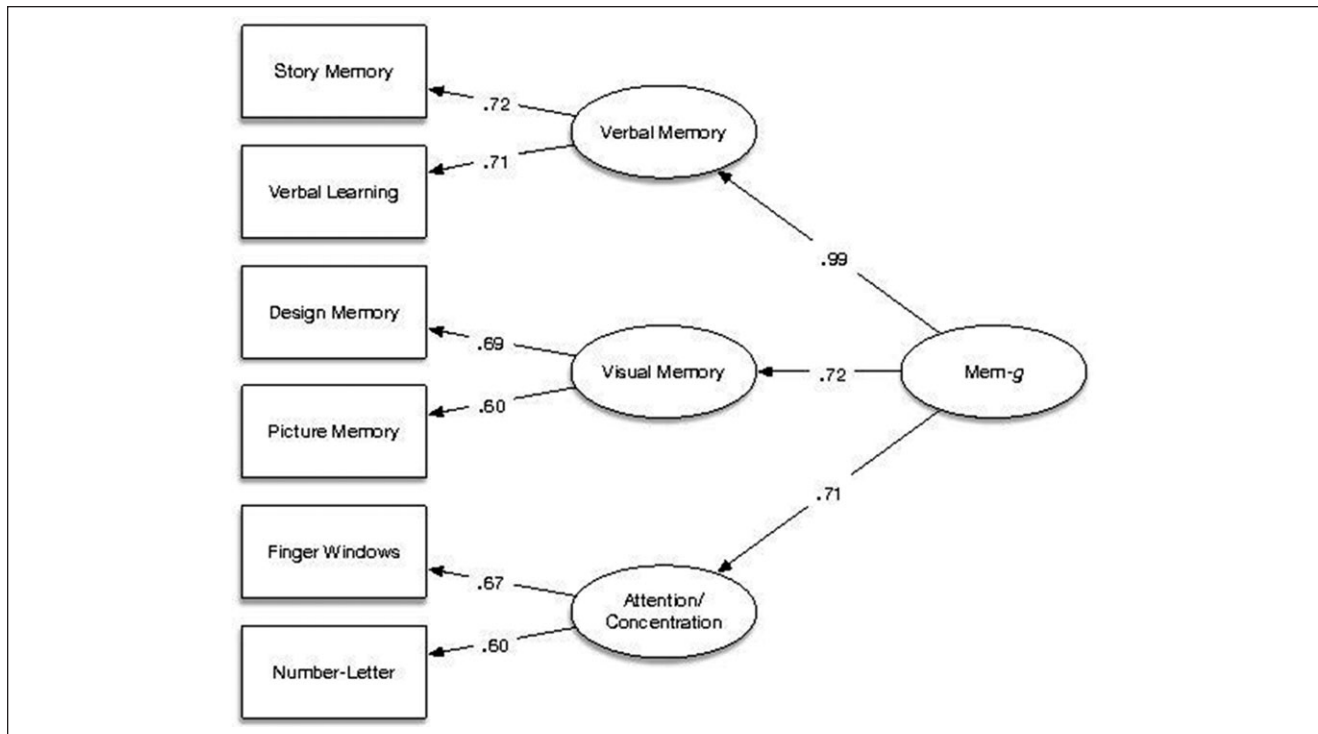 Story Memory
.72
Verbal Memory
.71
Verbal Learning
.99
Design Memory
.69
Visual Memory
.72
Mem-g
.60
Picture Memory
.71
Finger Windows
.67
Attention/
Concentration
.60
Number-Letter